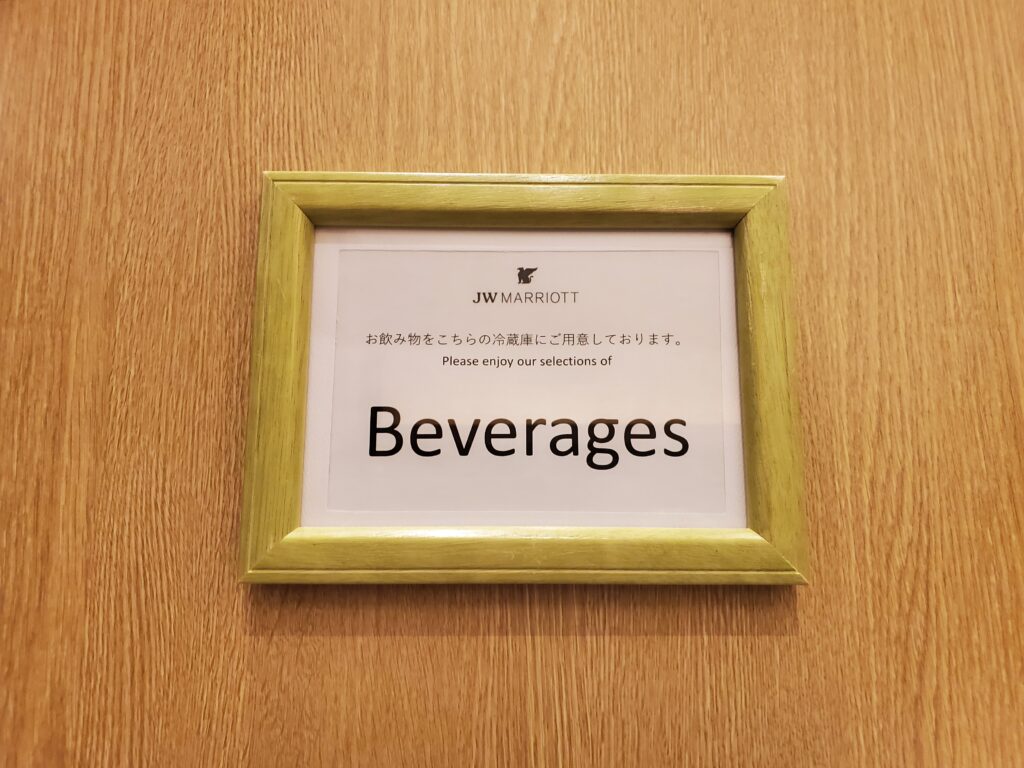 JW MARRIOTT
お飲み物をこちらの冷蔵庫にご用意しております。
Please enjoy our selections of
Beverages